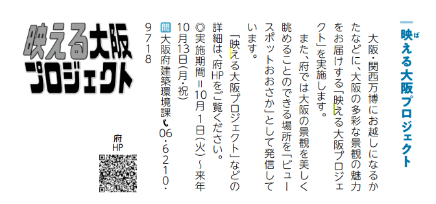 映える大阪プロジェクト
大阪・関西万博にお越しになるか
たなどに、大阪の多彩な景観の魅力
をお届けする「映える大阪プロジェ
クト」を実施します。
また、府では大阪の景観を美しく
眺めることのできる場所を「ビュー
スポットおおさか」として発信して
います。
「映える大阪プロジェクト」などの
詳細は、府HPをご覧ください。
◎実施期間=10月1日(火)~来年
10月13日(月・祝)
問大阪府建築環境課 06・6210・
9718
映える大阪
プロジェクト
府
HP